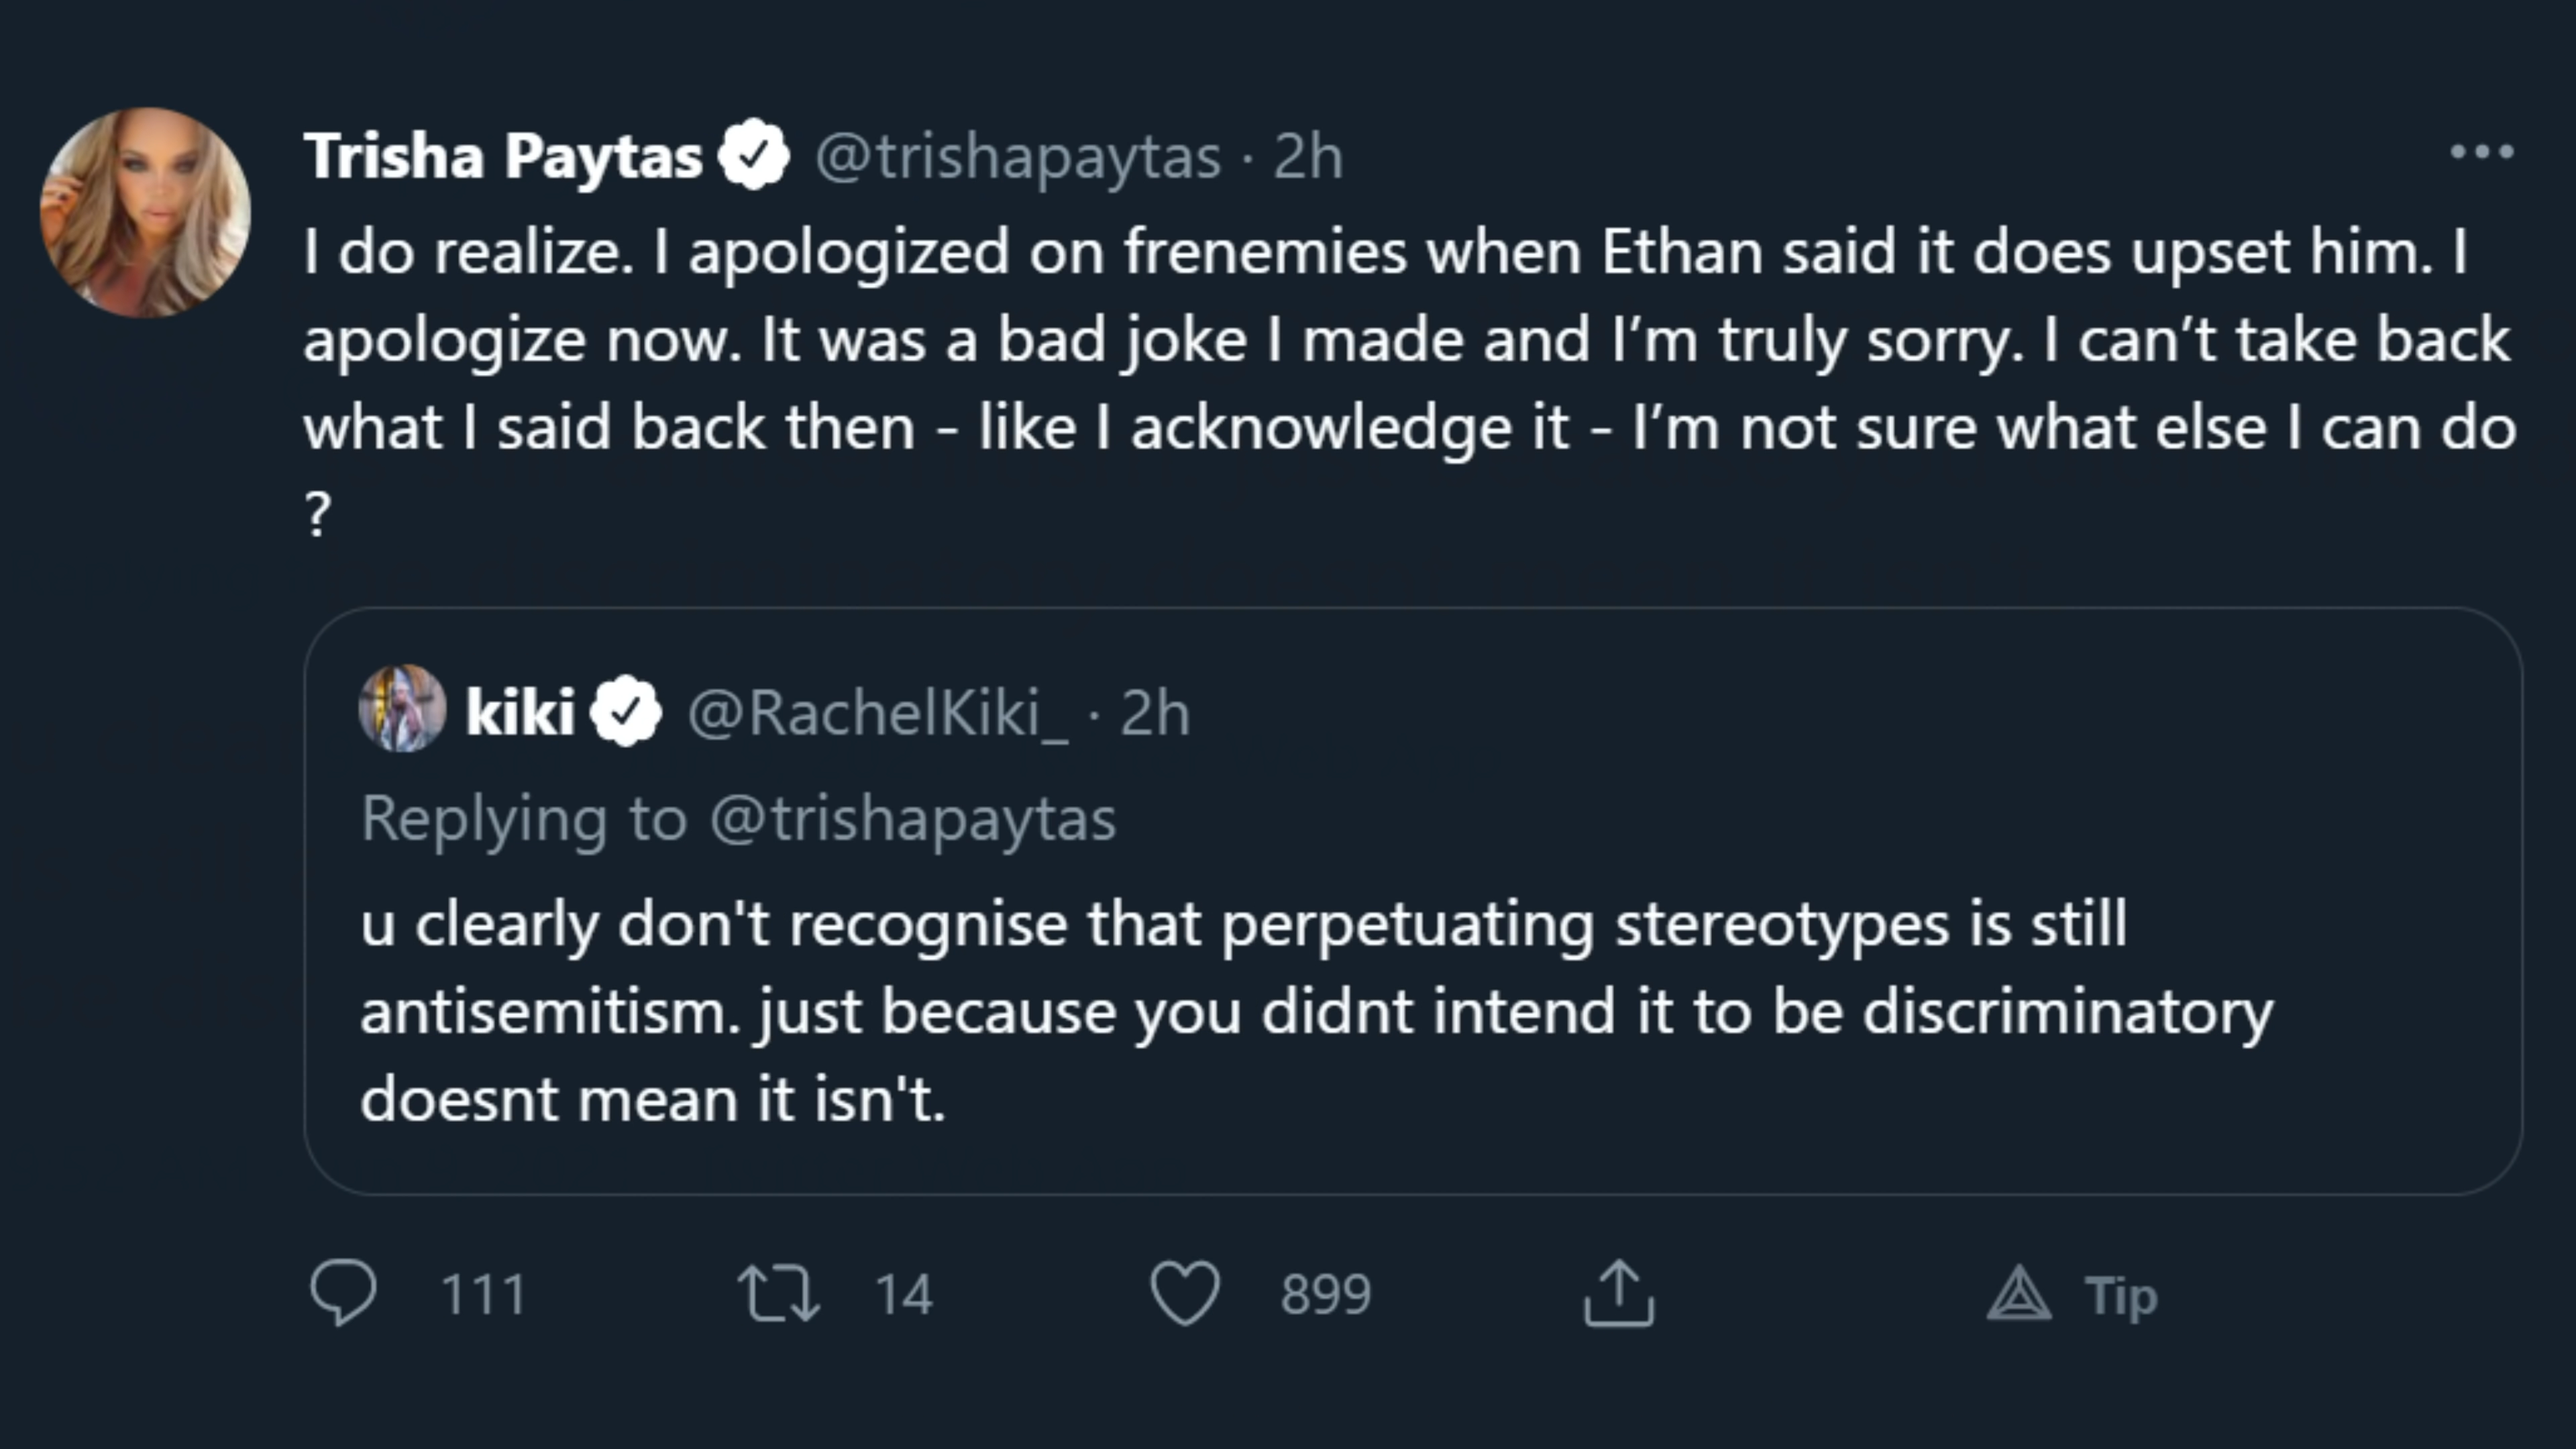 Trisha Paytas @trishapaytas · 2h
I do realize. I apologized on frenemies when Ethan said it does upset him. I
apologize now. It was a bad joke I made and I’m truly sorry. I can’t take back
what I said back then - like I acknowledge it - I’m not sure what else I can do
?
kiki @RachelKiki_ · 2h
Replying to @trishapaytas
u clearly don't recognise that perpetuating stereotypes is still
antisemitism. just because you didnt intend it to be discriminatory
doesnt mean it isn't.
111 14 899 Tip